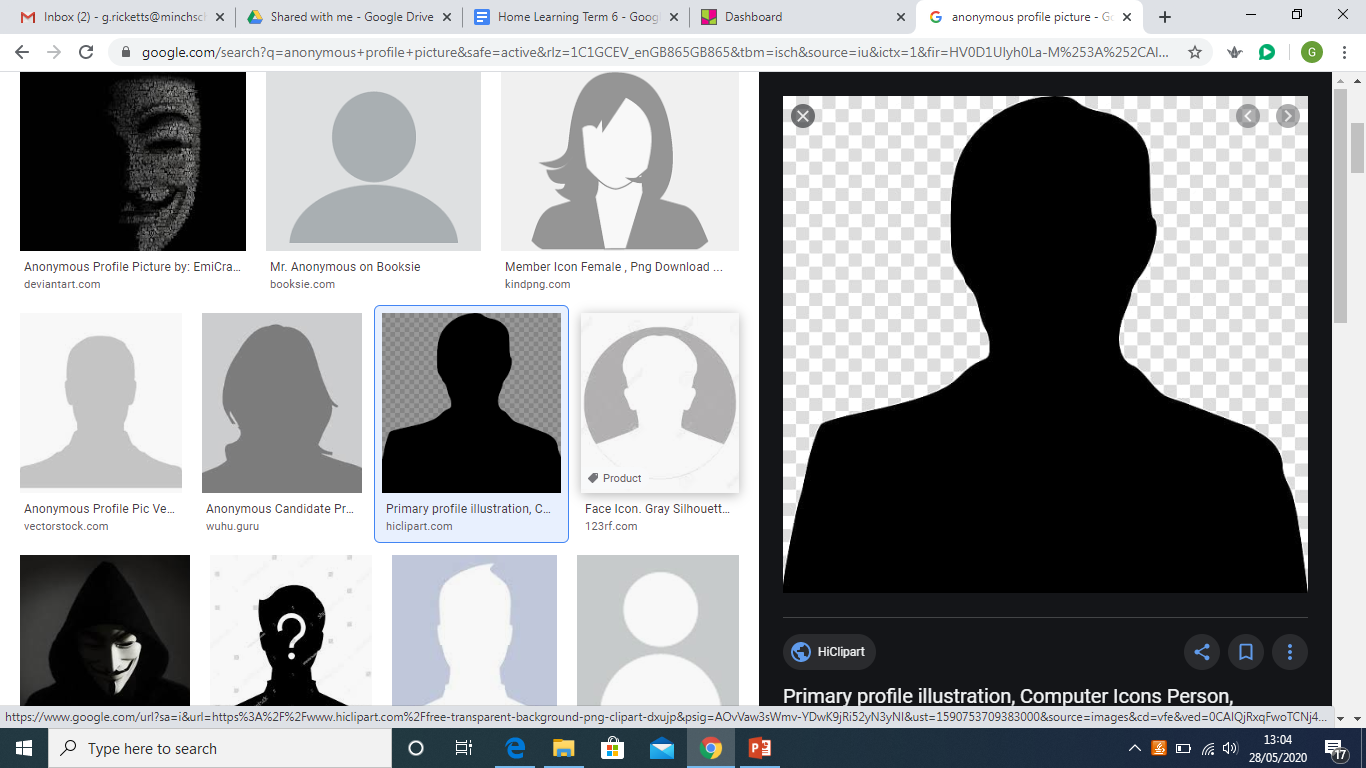 Inbox (2) - g.ricketts@minchsc
Shared with me - Google Drive
Home Learning Term 6 - Goog
Dashboard
anonymous profile picture - Go
google.com/search?q=anonymous+profile+picture&safe=active&rlz=1C1GCEV_enGB865GB865&tbm=isch&source=iu&ictx=1&fir=HV0D1UIyh0La-M%253A%252CAI...
G
Anonymous Profile Picture by: EmiCra...
deviantart.com
Mr. Anonymous on Booksie
booksie.com
Member Icon Female , Png Download ...
kindpng.com
Product
Anonymous Profile Pic Ve...
vectorstock.com
Anonymous Candidate Pr...
wuhu.guru
Primary profile illustration, C...
hiclipart.com
Face Icon. Gray Silhouett...
123rf.com
?
HiClipart
Primary profile illustration, Computer Icons Person,
https://www.google.com/url?sa=i&url=https%3A%2F%2Fwww.hiclipart.com%2Ffree-transparent-background-png-clipart-dxujp&psig=AOvVaw3sWmv-YDwK9jRi52yN3yNI&ust=1590753709383000&source=images&cd=vfe&ved=0CAIQjRxqFwoTCNj4...
Type here to search
13:04
28/05/2020
17